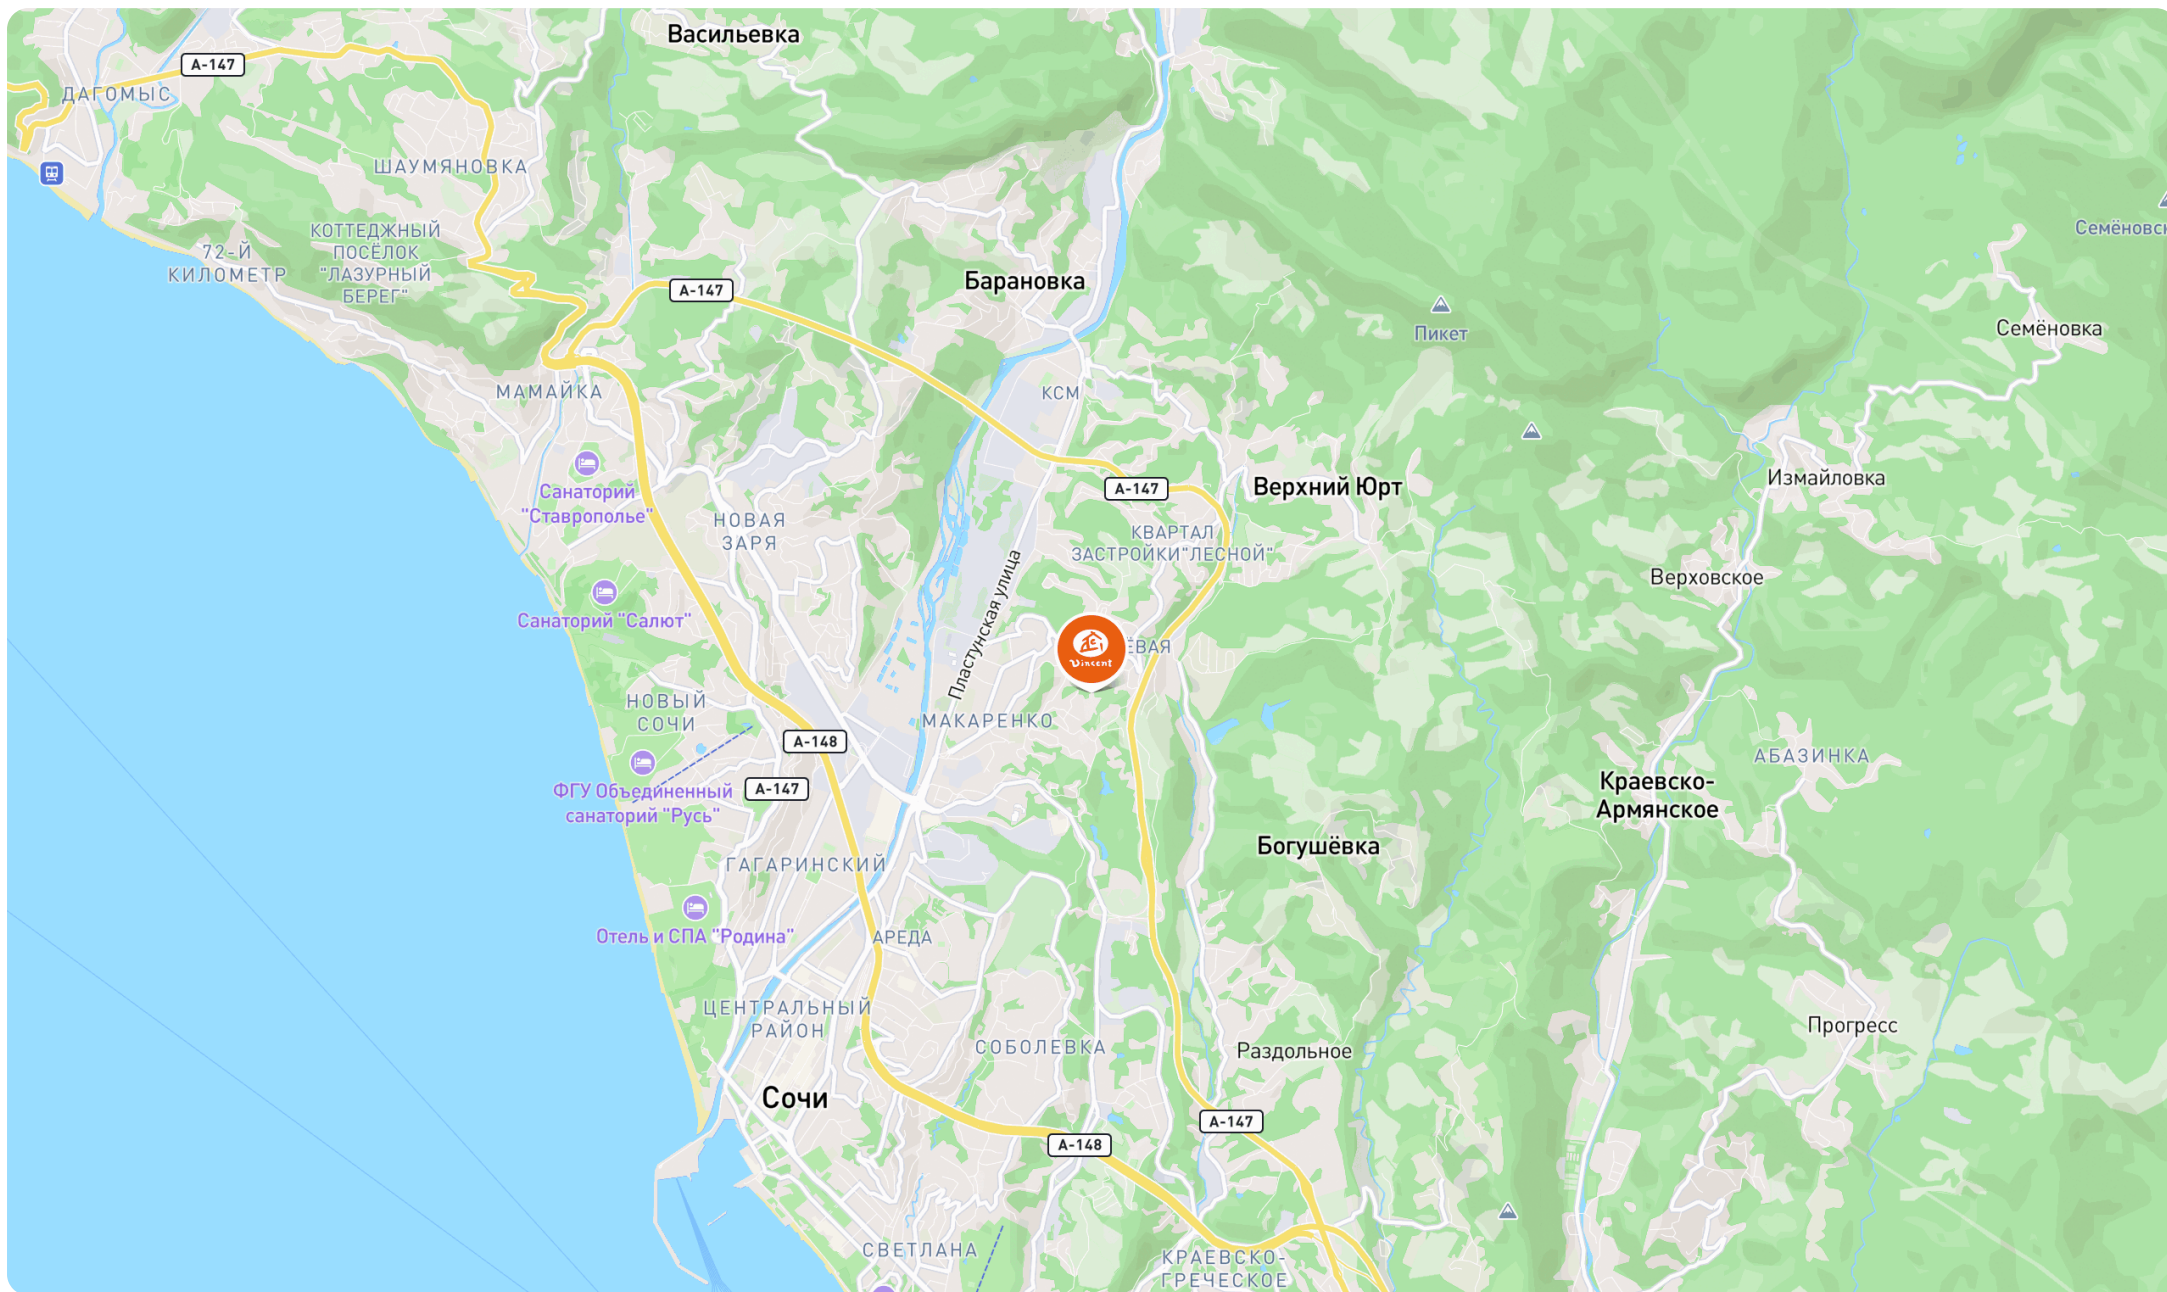 Васильевка
А-147
ДАГОМЫС
ШАУМЯНОВКА
КОТТЕДЖНЫЙ
ПОСЁЛОК
"ЛАЗУРНЫЙ
БЕРЕГ"
72-Й
КИЛОМЕТР
Семёновск
Барановка
А-147
Пикет
Семёновка
МАМАЙКА
КСМ
Измайловка
А-147
Верхний Юрт
Санаторий
"Ставрополье"
НОВАЯ
ЗАРЯ
КВАРТАЛ
ЗАСТРОЙКИ"ЛЕСНОЙ"
Верховское
Санаторий "Салют"
Пластунская улица
Vincent
ЁВАЯ
НОВЫЙ
СОЧИ
МАКАРЕНКО
А-148
АБАЗИНКА
А-147
ФГУ Объединенный
санаторий "Русь"
Краевско-
Армянское
Богушёвка
ГАГАРИНСКИЙ
Отель и СПА "Родина"
АРЕДА
ЦЕНТРАЛЬНЫЙ
РАЙОН
Прогресс
СОБОЛЕВКА
Раздольное
Сочи
А-147
А-148
СВЕТЛАНА
КРАЕВСКО-
ГРЕЧЕСКОЕ